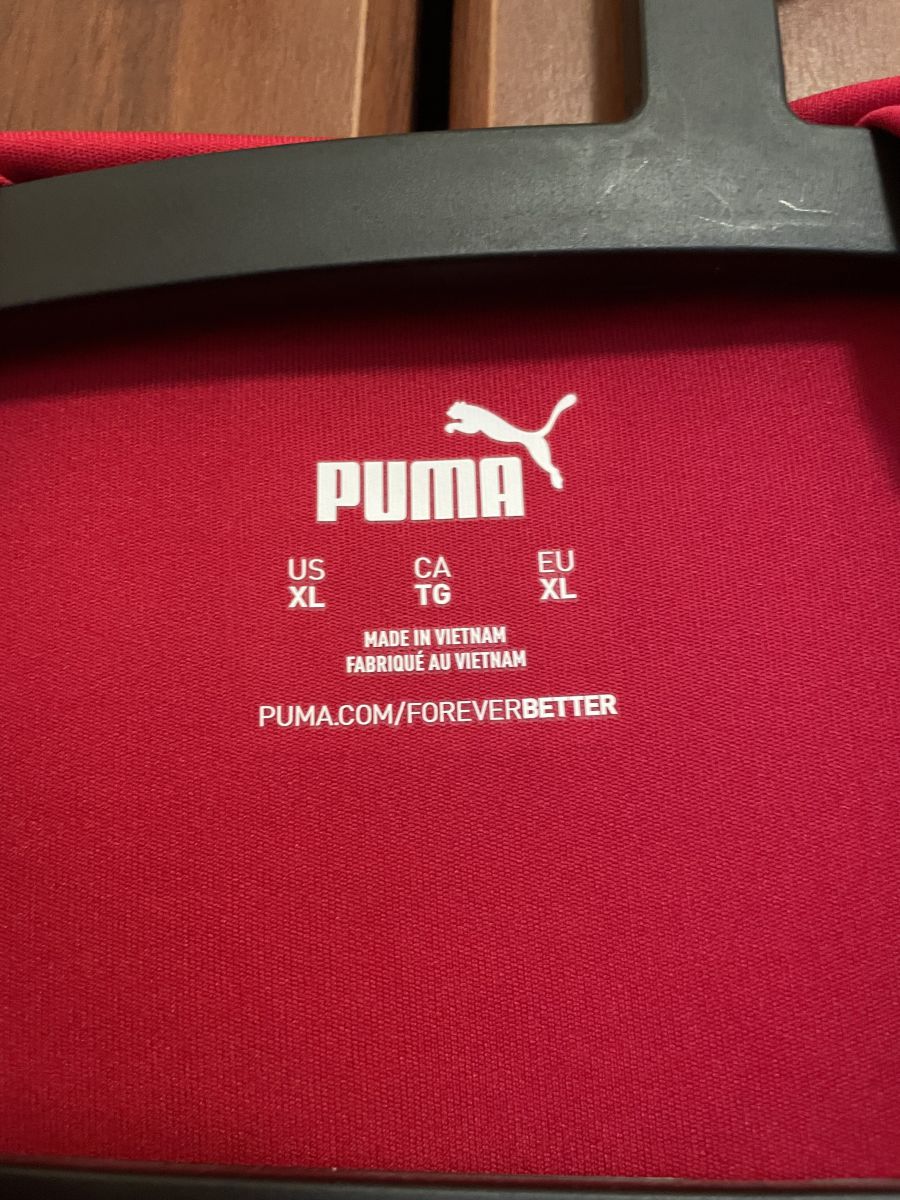 PUMA
US CA EU
XL TG XL
MADE IN VIETNAM
FABRIQUÉ AU VIETNAM
PUMA.COM/FOREVERBETTER